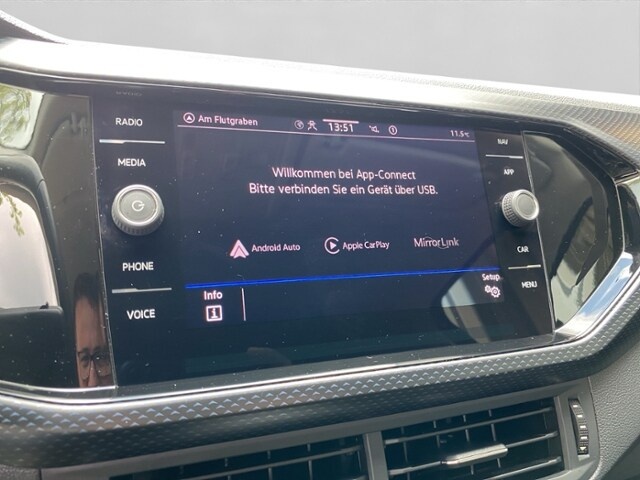 RADIO
MEDIA
PHONE
VOICE
Am Flutgraben
13:51
11.5°C
Willkommen bei App-Connect
Bitte verbinden Sie ein Gerät über USB.
Android Auto
Apple CarPlay
MirrorLink
Info
Setup
NAV
APP
CAR
MENU